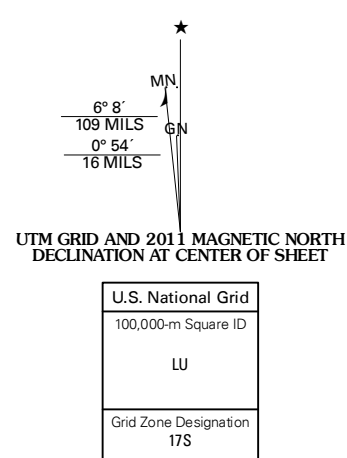 ★
MN
6° 8´
109 MILS
GN
0° 54´
16 MILS
UTM GRID AND 2011 MAGNETIC NORTH
DECLINATION AT CENTER OF SHEET
U.S. National Grid
100,000-m Square ID
LU
Grid Zone Designation
17S